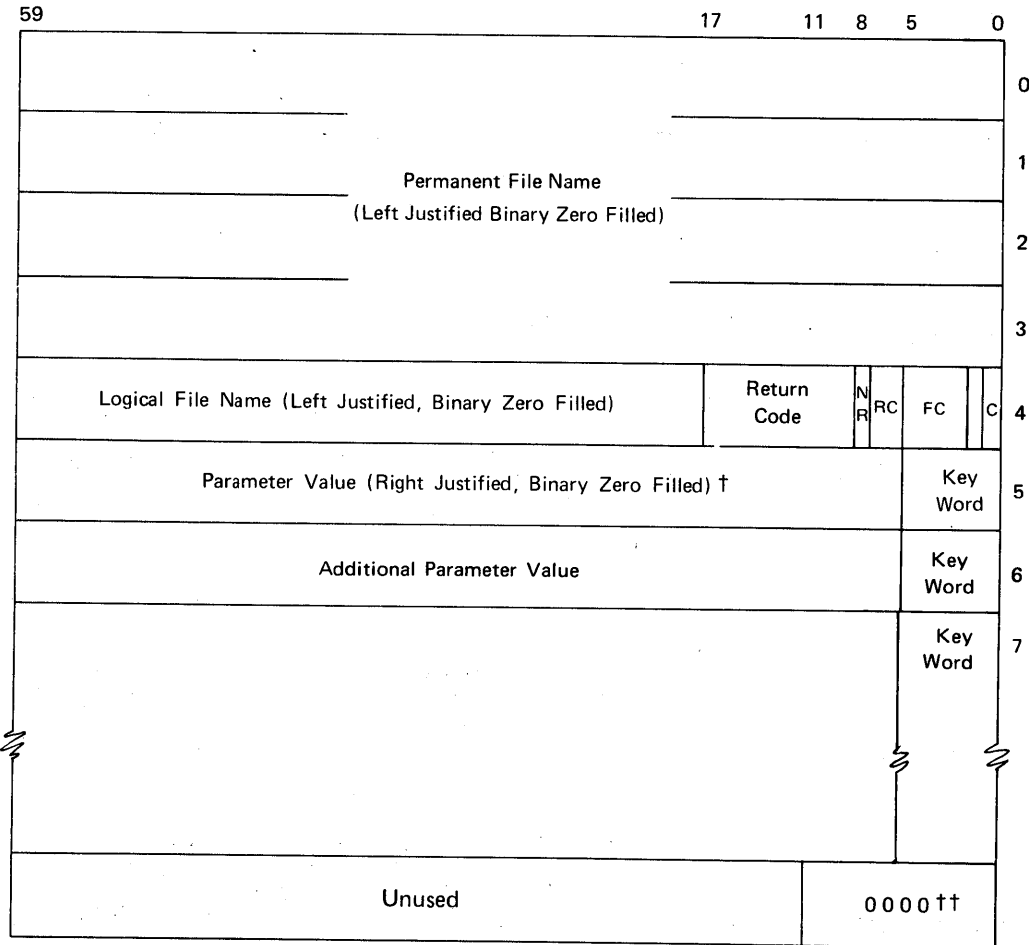 59 17 11 8 5 0
0
1
Permanent File Name
(Left Justified Binary Zero Filled)
2
3
Logical File Name (Left Justified, Binary Zero Filled)
Return
Code
N
R
RC
FC
C
4
Parameter Value (Right Justified, Binary Zero Filled) †
Key
Word
5
Additional Parameter Value
Key
Word
6
Key
Word
7
Unused
0000††